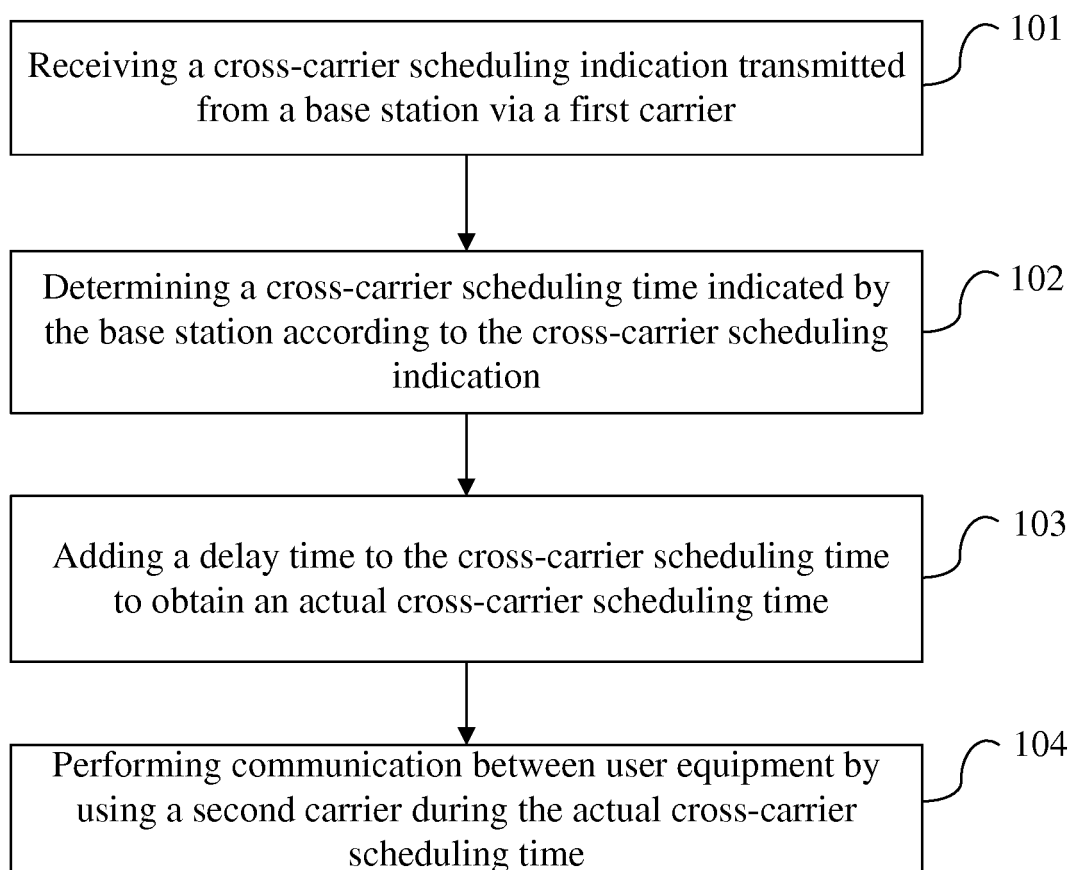 101
Receiving a cross-carrier scheduling indication transmitted
from a base station via a first carrier
102
Determining a cross-carrier scheduling time indicated by
the base station according to the cross-carrier scheduling
indication
103
Adding a delay time to the cross-carrier scheduling time
to obtain an actual cross-carrier scheduling time
104
Performing communication between user equipment by
using a second carrier during the actual cross-carrier
scheduling time